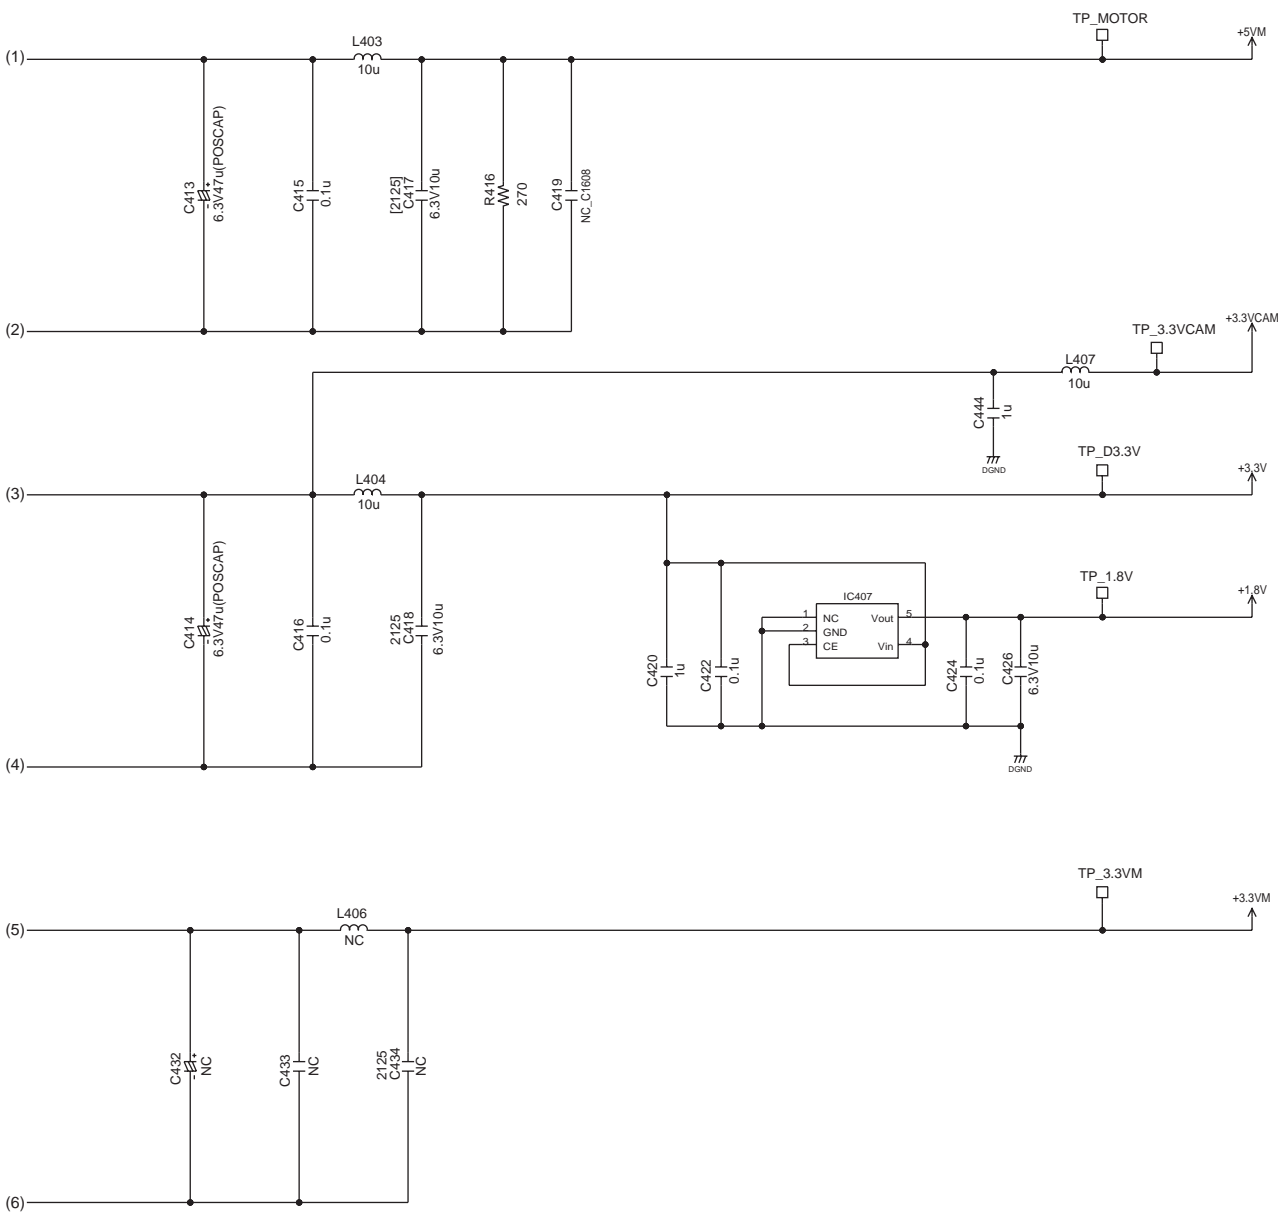 TP_MOTOR
+5VM
(1)
L403
10u
C413
6.3V47u(POSCAP)
C415
0.1u
[2125]
C417
6.3V10u
R416
270
C419
NC_C1608
(2)
+3.3VCAM
TP_3.3VCAM
L407
10u
C444
1u
DGND
TP_D3.3V
+3.3V
(3)
L404
10u
C414
6.3V47u(POSCAP)
C416
0.1u
2125
C418
6.3V10u
TP_1.8V
+1.8V
IC407
1 NC Vout 5
2 GND
3 CE Vin 4
C420
1u
C422
0.1u
C424
0.1u
C426
6.3V10u
DGND
(4)
TP_3.3VM
+3.3VM
(5)
L406
NC
C432
NC
C433
NC
2125
C434
NC
(6)